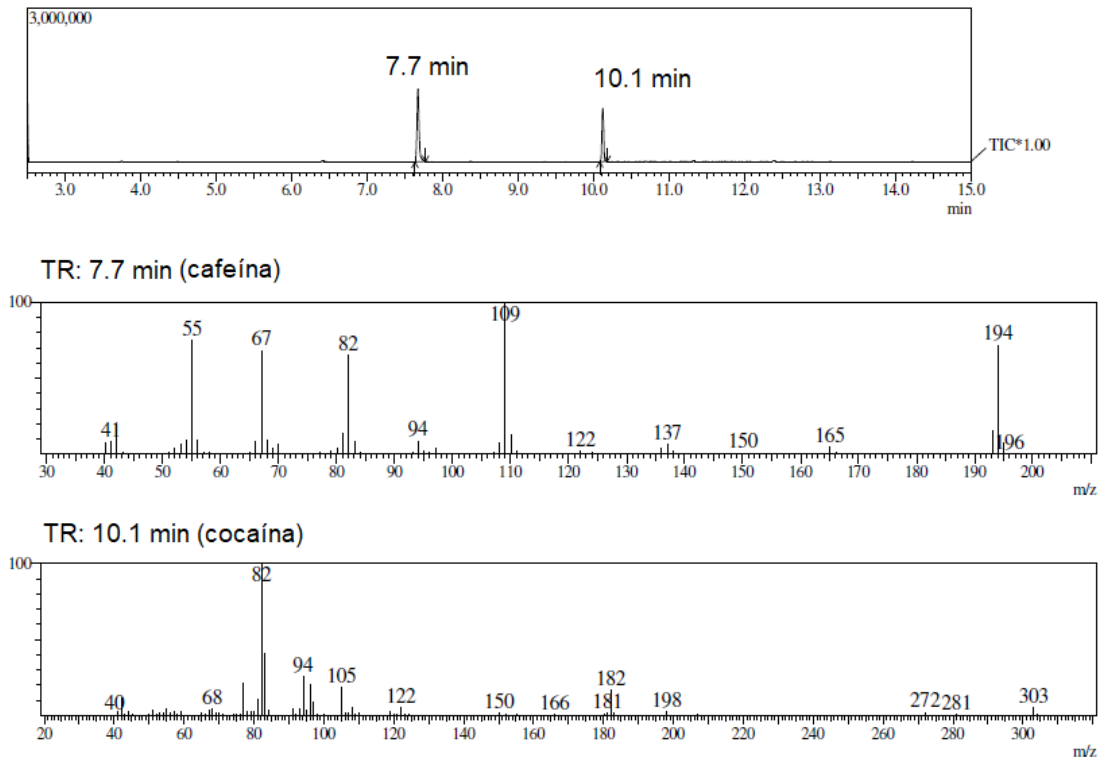 3,000,000
7.7 min
10.1 min
TIC*1.00
3.0 4.0 5.0 6.0 7.0 8.0 9.0 10.0 11.0 12.0 13.0 14.0 15.0
min
TR: 7.7 min (cafeína)
100
55 67 82 109 194
41 94 122 137 150 165 196
30 40 50 60 70 80 90 100 110 120 130 140 150 160 170 180 190 200
m/z
TR: 10.1 min (cocaína)
100
82
40 68 94 105 122 150 166 181 182 198 272 281 303
20 40 60 80 100 120 140 160 180 200 220 240 260 280 300
m/z